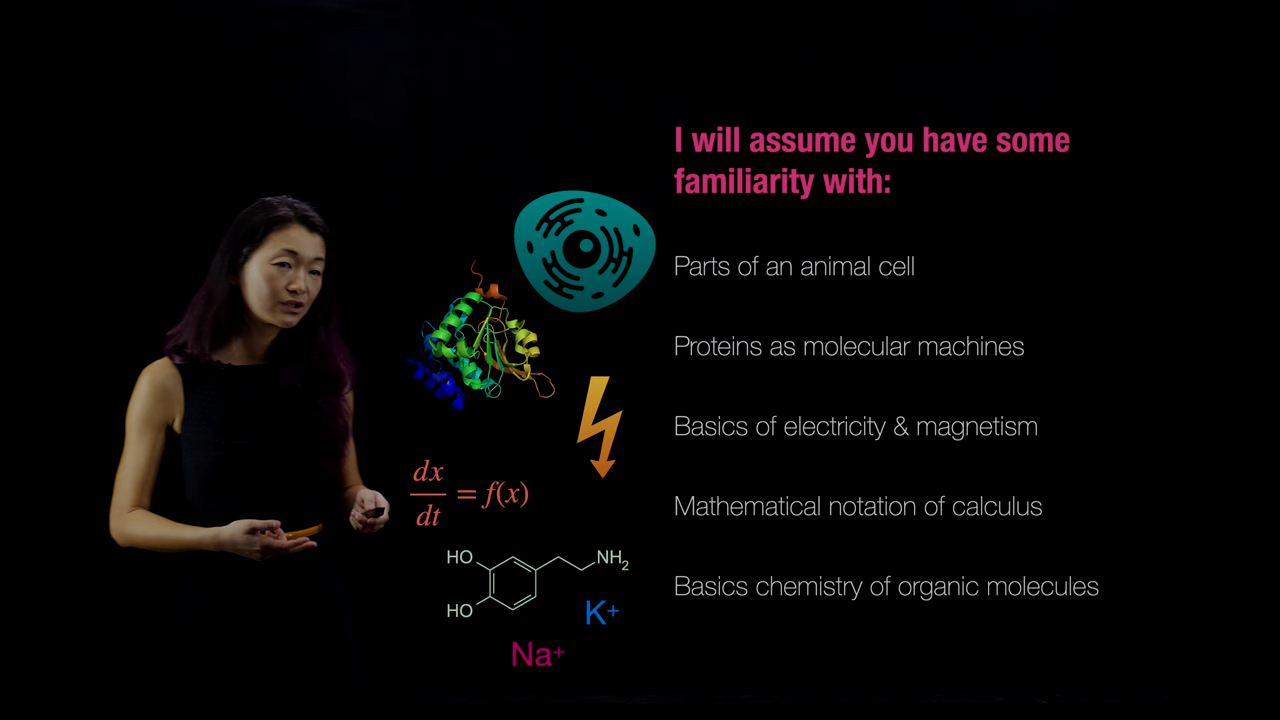 I will assume you have some
familiarity with:
Parts of an animal cell
Proteins as molecular machines
Basics of electricity & magnetism
dx/dt = f(x)
Mathematical notation of calculus
HO
NH₂
HO
Basics chemistry of organic molecules
K⁺
Na⁺